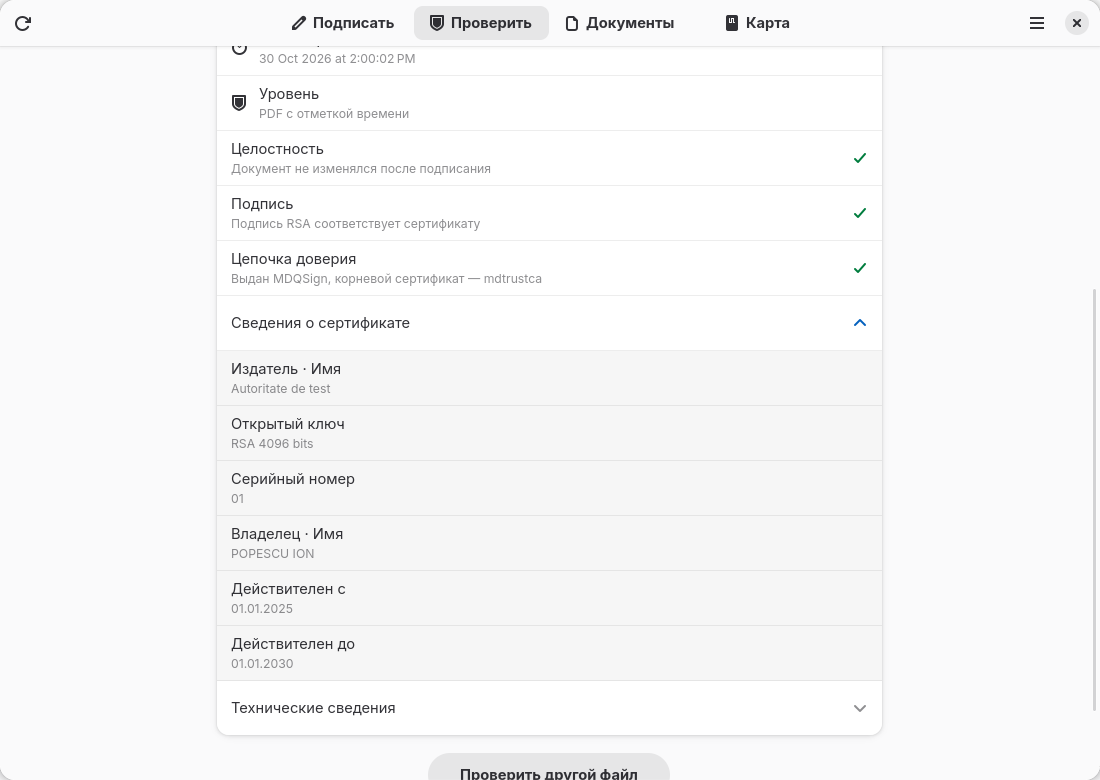 Подписать
Проверить
Документы
Карта
30 Oct 2026 at 2:00:02 PM
Уровень
PDF с отметкой времени
Целостность
Документ не изменялся после подписания
Подпись
Подпись RSA соответствует сертификату
Цепочка доверия
Выдан MDQSign, корневой сертификат — mdtrustca
Сведения о сертификате
Издатель · Имя
Autoritate de test
Открытый ключ
RSA 4096 bits
Серийный номер
01
Владелец · Имя
POPESCU ION
Действителен с
01.01.2025
Действителен до
01.01.2030
Технические сведения
Проверить другой файл